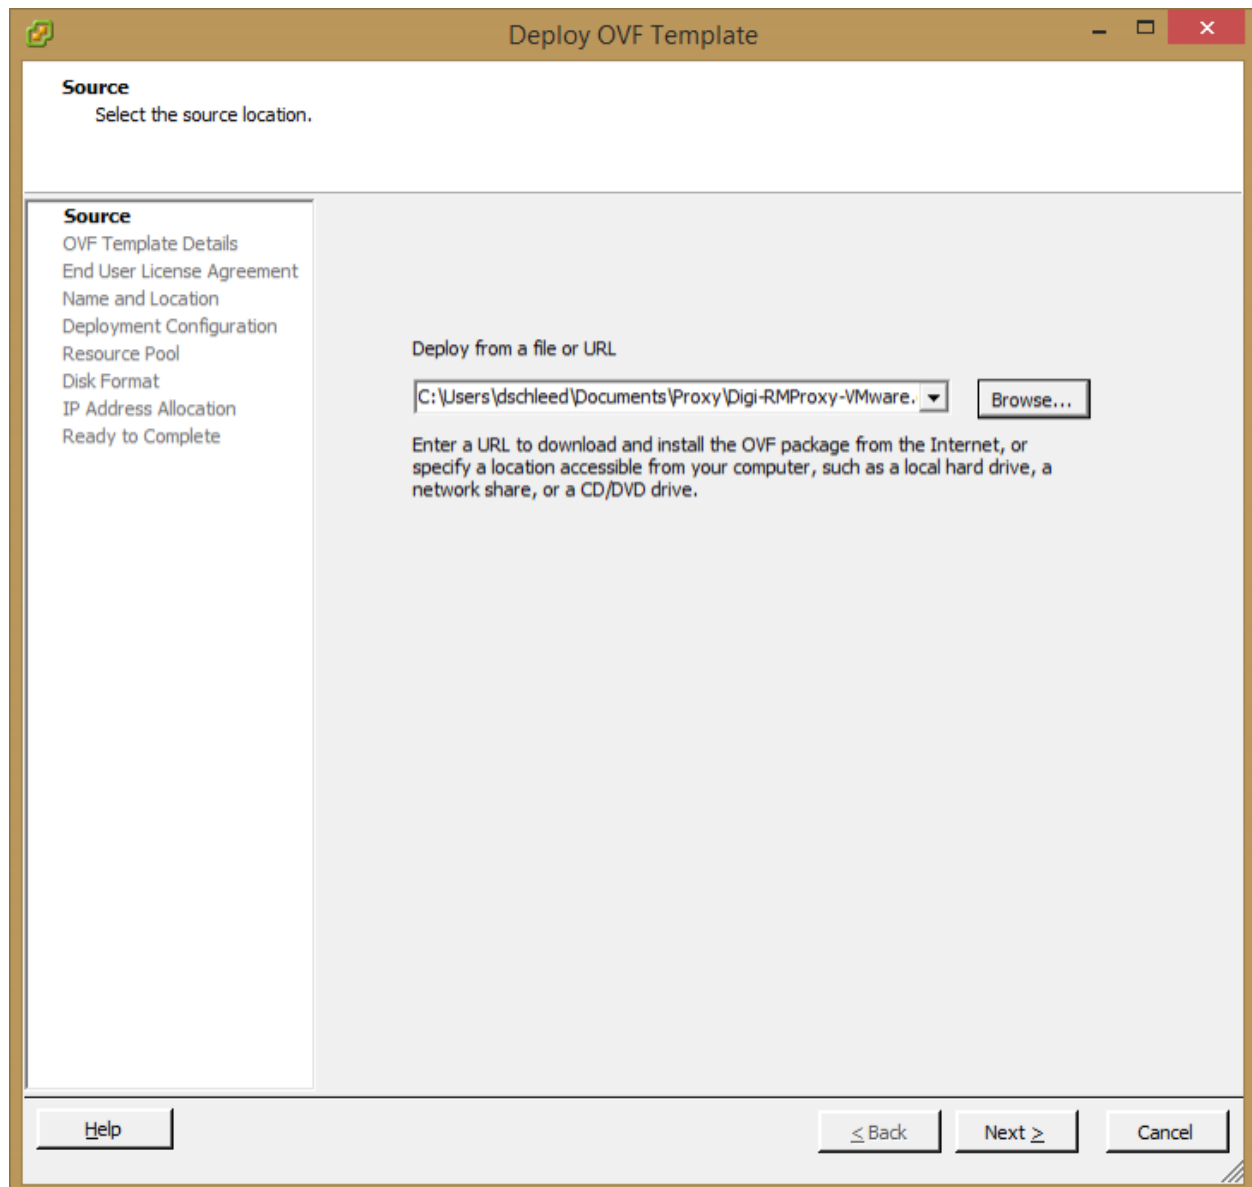 Deploy OVF Template
Source
Select the source location.
Source
OVF Template Details
End User License Agreement
Name and Location
Deployment Configuration
Resource Pool
Disk Format
IP Address Allocation
Ready to Complete
Deploy from a file or URL
C:\Users\dschleed\Documents\Proxy\Digi-RMProxy-VMware.
Browse...
Enter a URL to download and install the OVF package from the Internet, or
specify a location accessible from your computer, such as a local hard drive, a
network share, or a CD/DVD drive.
Help
< Back
Next >
Cancel